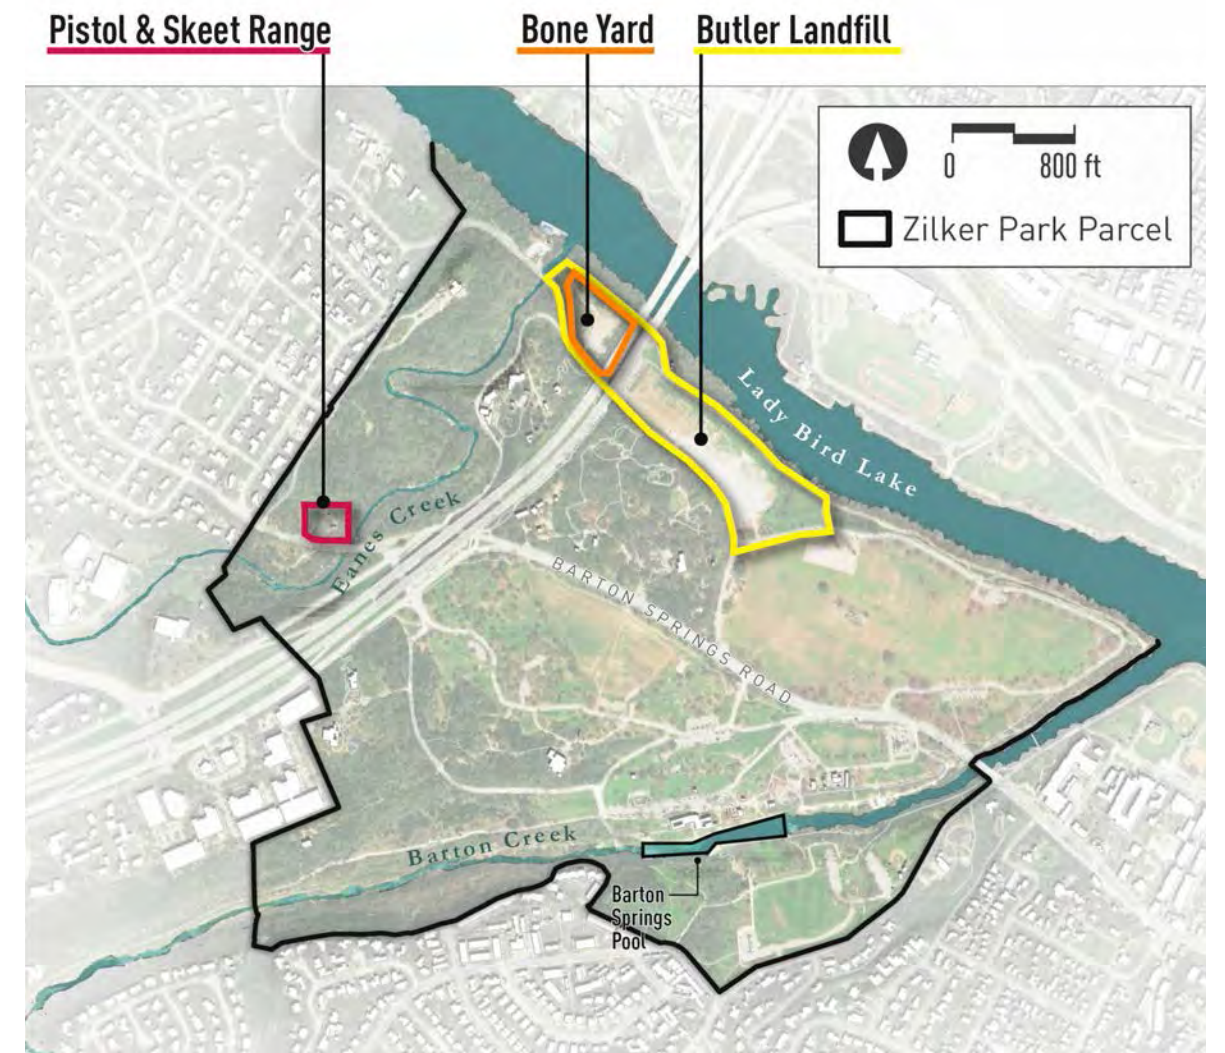 Pistol & Skeet Range
Bone Yard
Butler Landfill
0 800 ft
Zilker Park Parcel
Lady Bird Lake
Eanes Creek
BARTON SPRINGS ROAD
Barton Creek
Barton
Springs
Pool